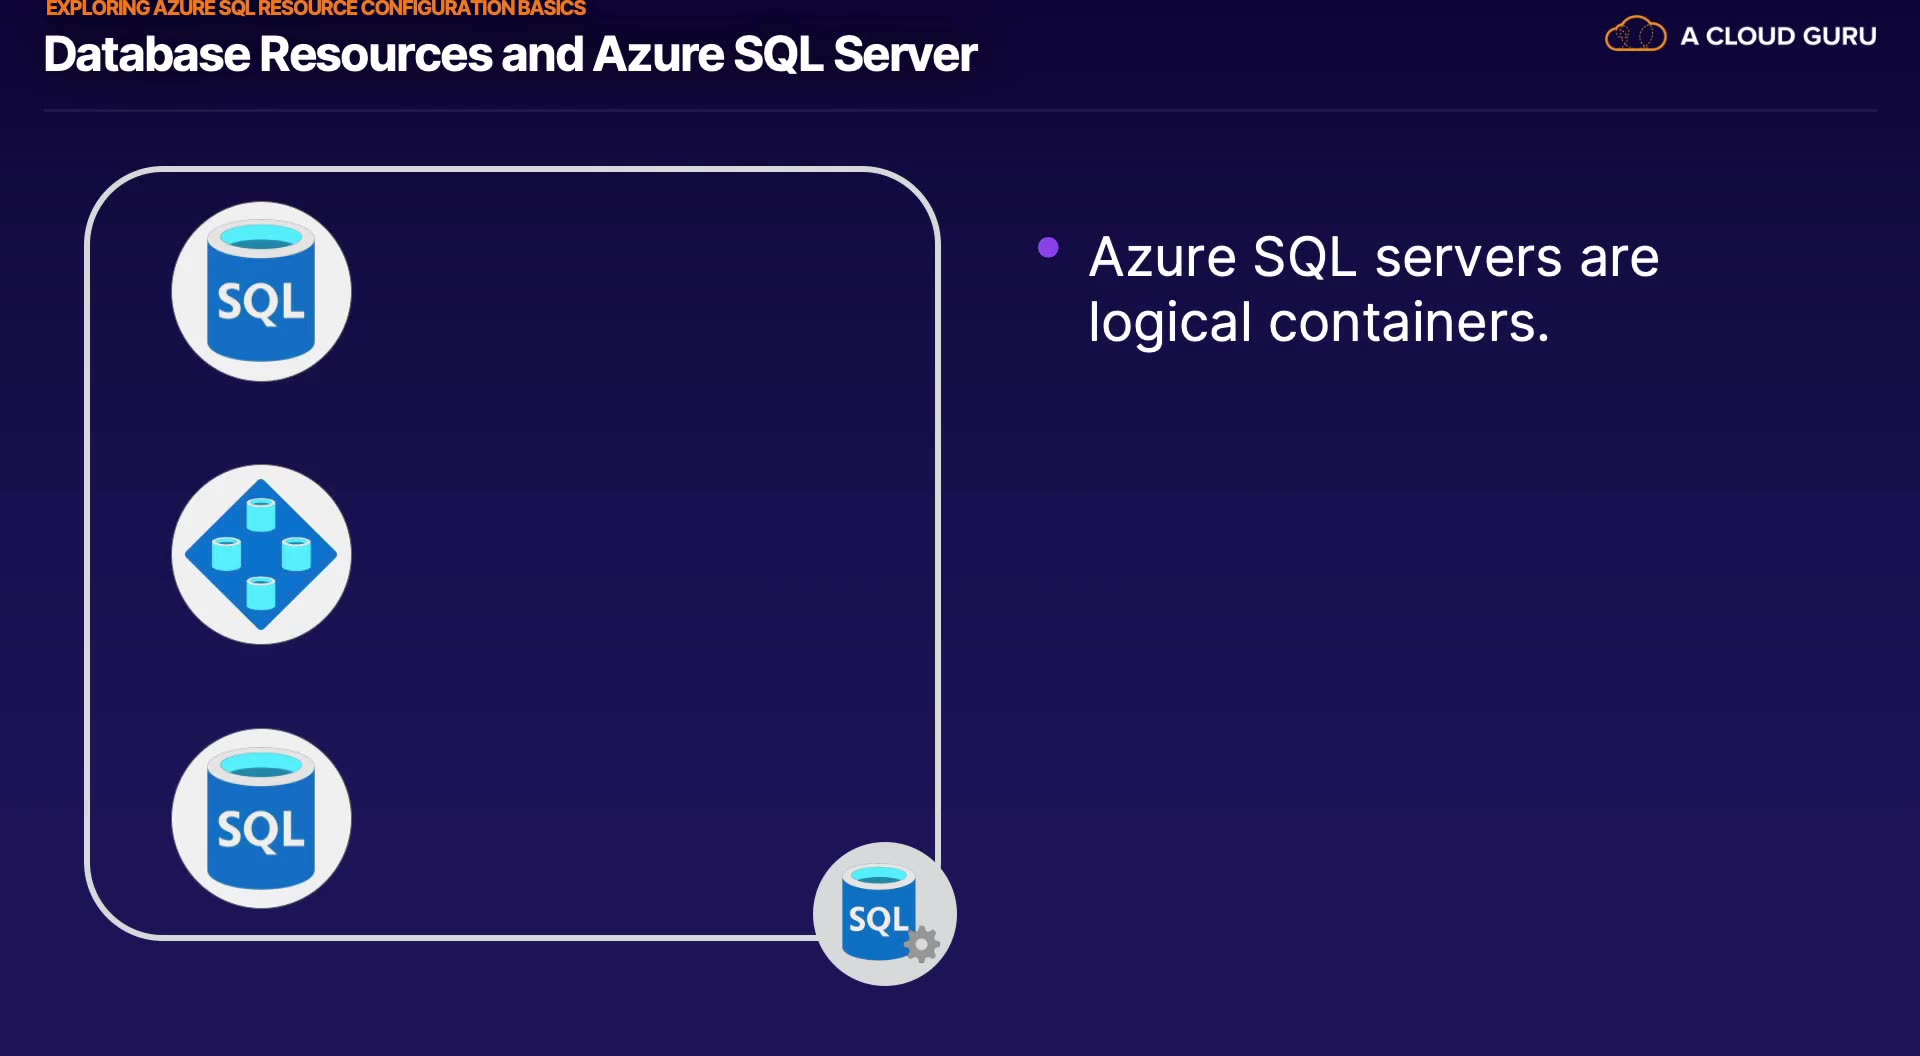 EXPLORING AZURE SQL RESOURCE CONFIGURATION BASICS
Database Resources and Azure SQL Server
A CLOUD GURU
SQL
Azure SQL servers are
logical containers.
SQL
SQL